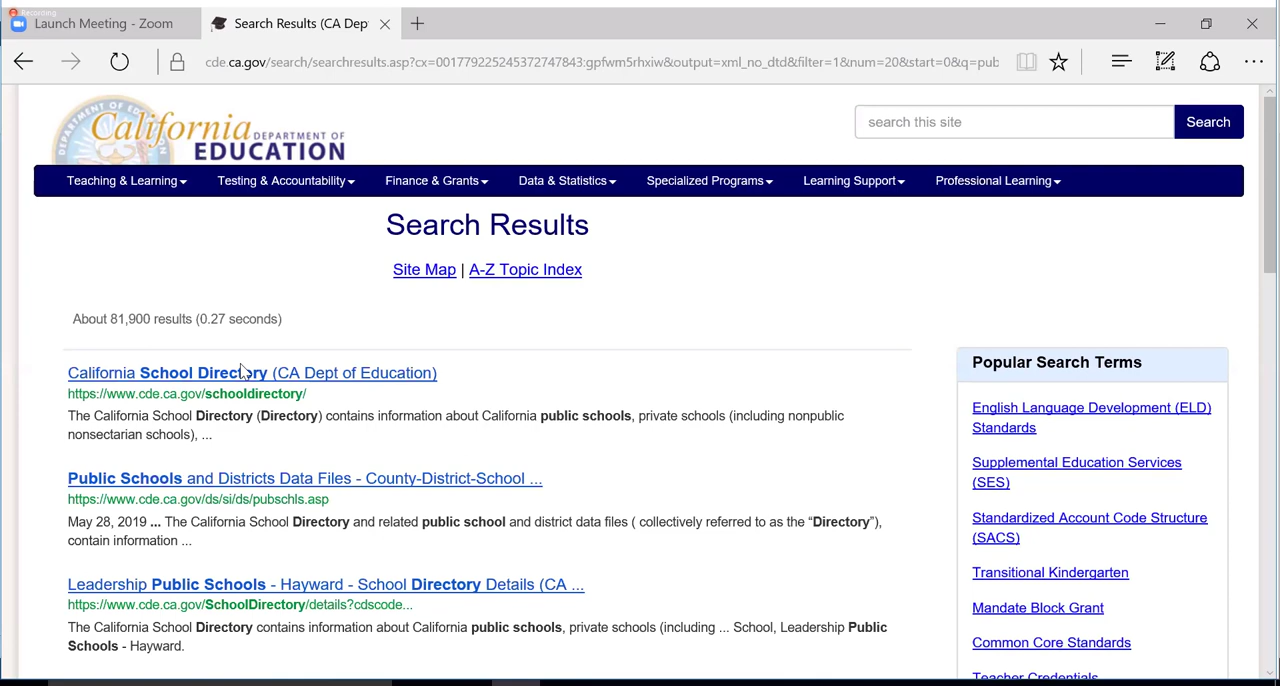 Recording
Launch Meeting - Zoom
Search Results (CA Dep
cde.ca.gov/search/searchresults.asp?cx=001779225245372747843:gpfwm5rhxiw&output=xml_no_dtd&filter=1&num=20&start=0&q=pub
California DEPARTMENT OF
EDUCATION
search this site
Search
Teaching & Learning Testing & Accountability Finance & Grants Data & Statistics Specialized Programs Learning Support Professional Learning
Search Results
Site Map | A-Z Topic Index
About 81,900 results (0.27 seconds)
California School Directory (CA Dept of Education)
https://www.cde.ca.gov/schooldirectory/
The California School Directory (Directory) contains information about California public schools, private schools (including nonpublic
nonsectarian schools), ...
Public Schools and Districts Data Files - County-District-School ...
https://www.cde.ca.gov/ds/si/ds/pubschls.asp
May 28, 2019 ... The California School Directory and related public school and district data files ( collectively referred to as the “Directory”),
contain information ...
Leadership Public Schools - Hayward - School Directory Details (CA ...
https://www.cde.ca.gov/SchoolDirectory/details?cdscode...
The California School Directory contains information about California public schools, private schools (including ... School, Leadership Public
Schools - Hayward.
Popular Search Terms
English Language Development (ELD)
Standards
Supplemental Education Services
(SES)
Standardized Account Code Structure
(SACS)
Transitional Kindergarten
Mandate Block Grant
Common Core Standards
Teacher Credentials